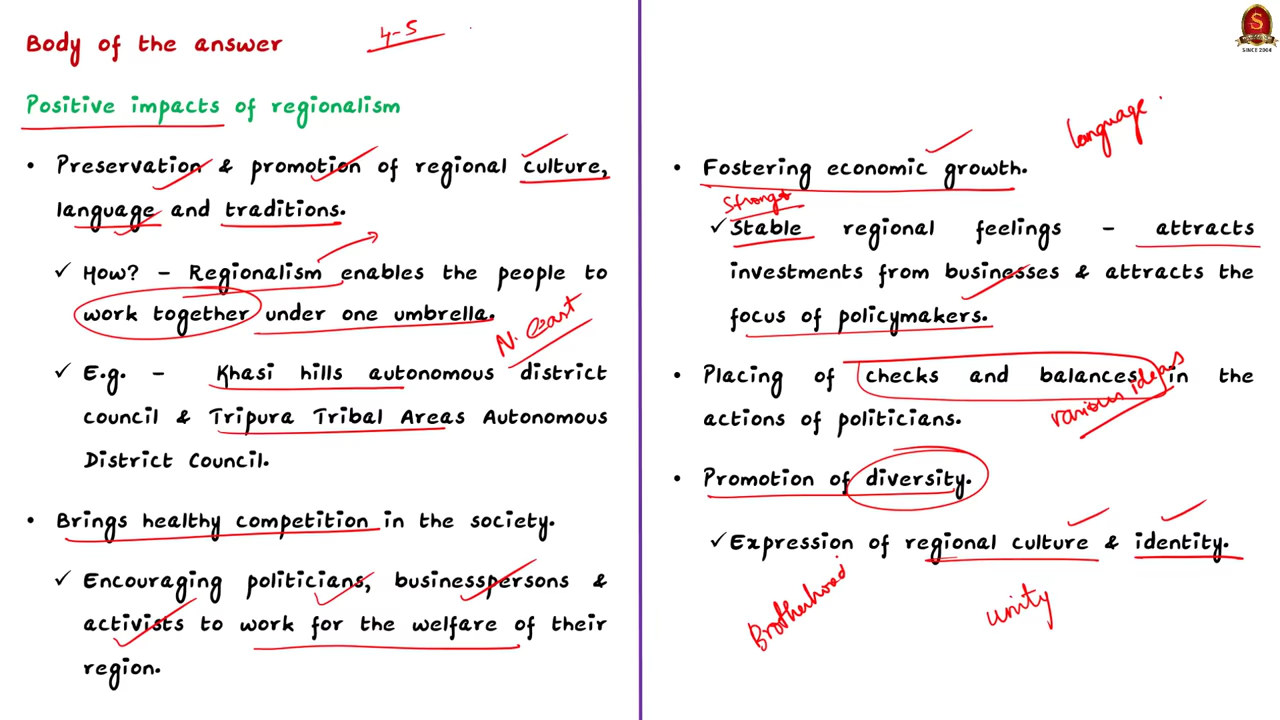 Body of the answer
4-5
Positive impacts of regionalism
• Preservation & promotion of regional culture,
language and traditions.
✓ How? - Regionalism enables the people to
work together under one umbrella.
N. East
✓ E.g. - Khasi hills autonomous district
council & Tripura Tribal Areas Autonomous
District Council.
• Brings healthy competition in the society.
✓ Encouraging politicians, businesspersons &
activists to work for the welfare of their
region.
S
SINCE 2004
language
• Fostering economic growth.
Strong
✓ Stable regional feelings - attracts
investments from businesses & attracts the
focus of policymakers.
• Placing of checks and balances in the
actions of politicians.
various ideas
• Promotion of diversity.
✓ Expression of regional culture & identity.
Brotherhood
unity